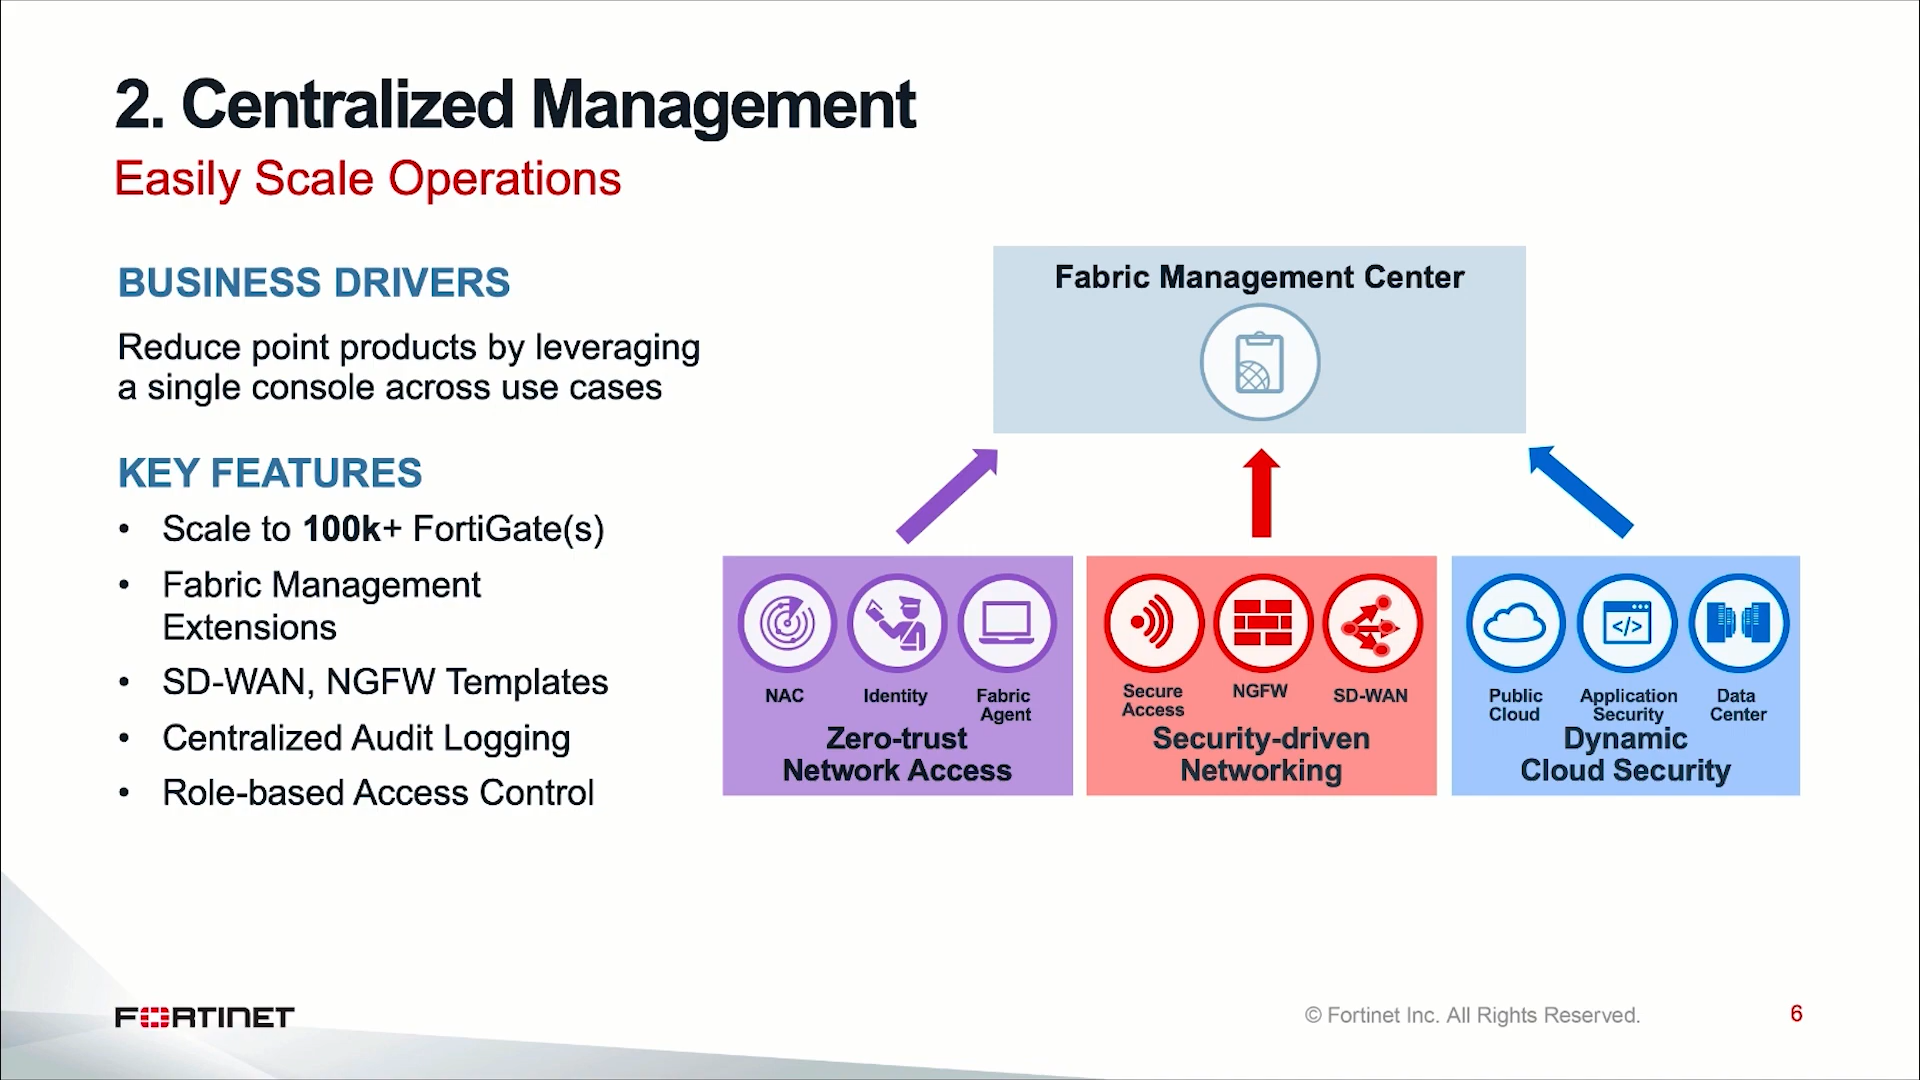 2. Centralized Management
Easily Scale Operations
BUSINESS DRIVERS
Reduce point products by leveraging
a single console across use cases
KEY FEATURES
• Scale to 100k+ FortiGate(s)
• Fabric Management
Extensions
• SD-WAN, NGFW Templates
• Centralized Audit Logging
• Role-based Access Control
Fabric Management Center
NAC
Identity
Fabric
Agent
Zero-trust
Network Access
Secure
Access
NGFW
SD-WAN
Security-driven
Networking
Public
Cloud
</>
Application
Security
Data
Center
Dynamic
Cloud Security
FORTINET
© Fortinet Inc. All Rights Reserved.
6